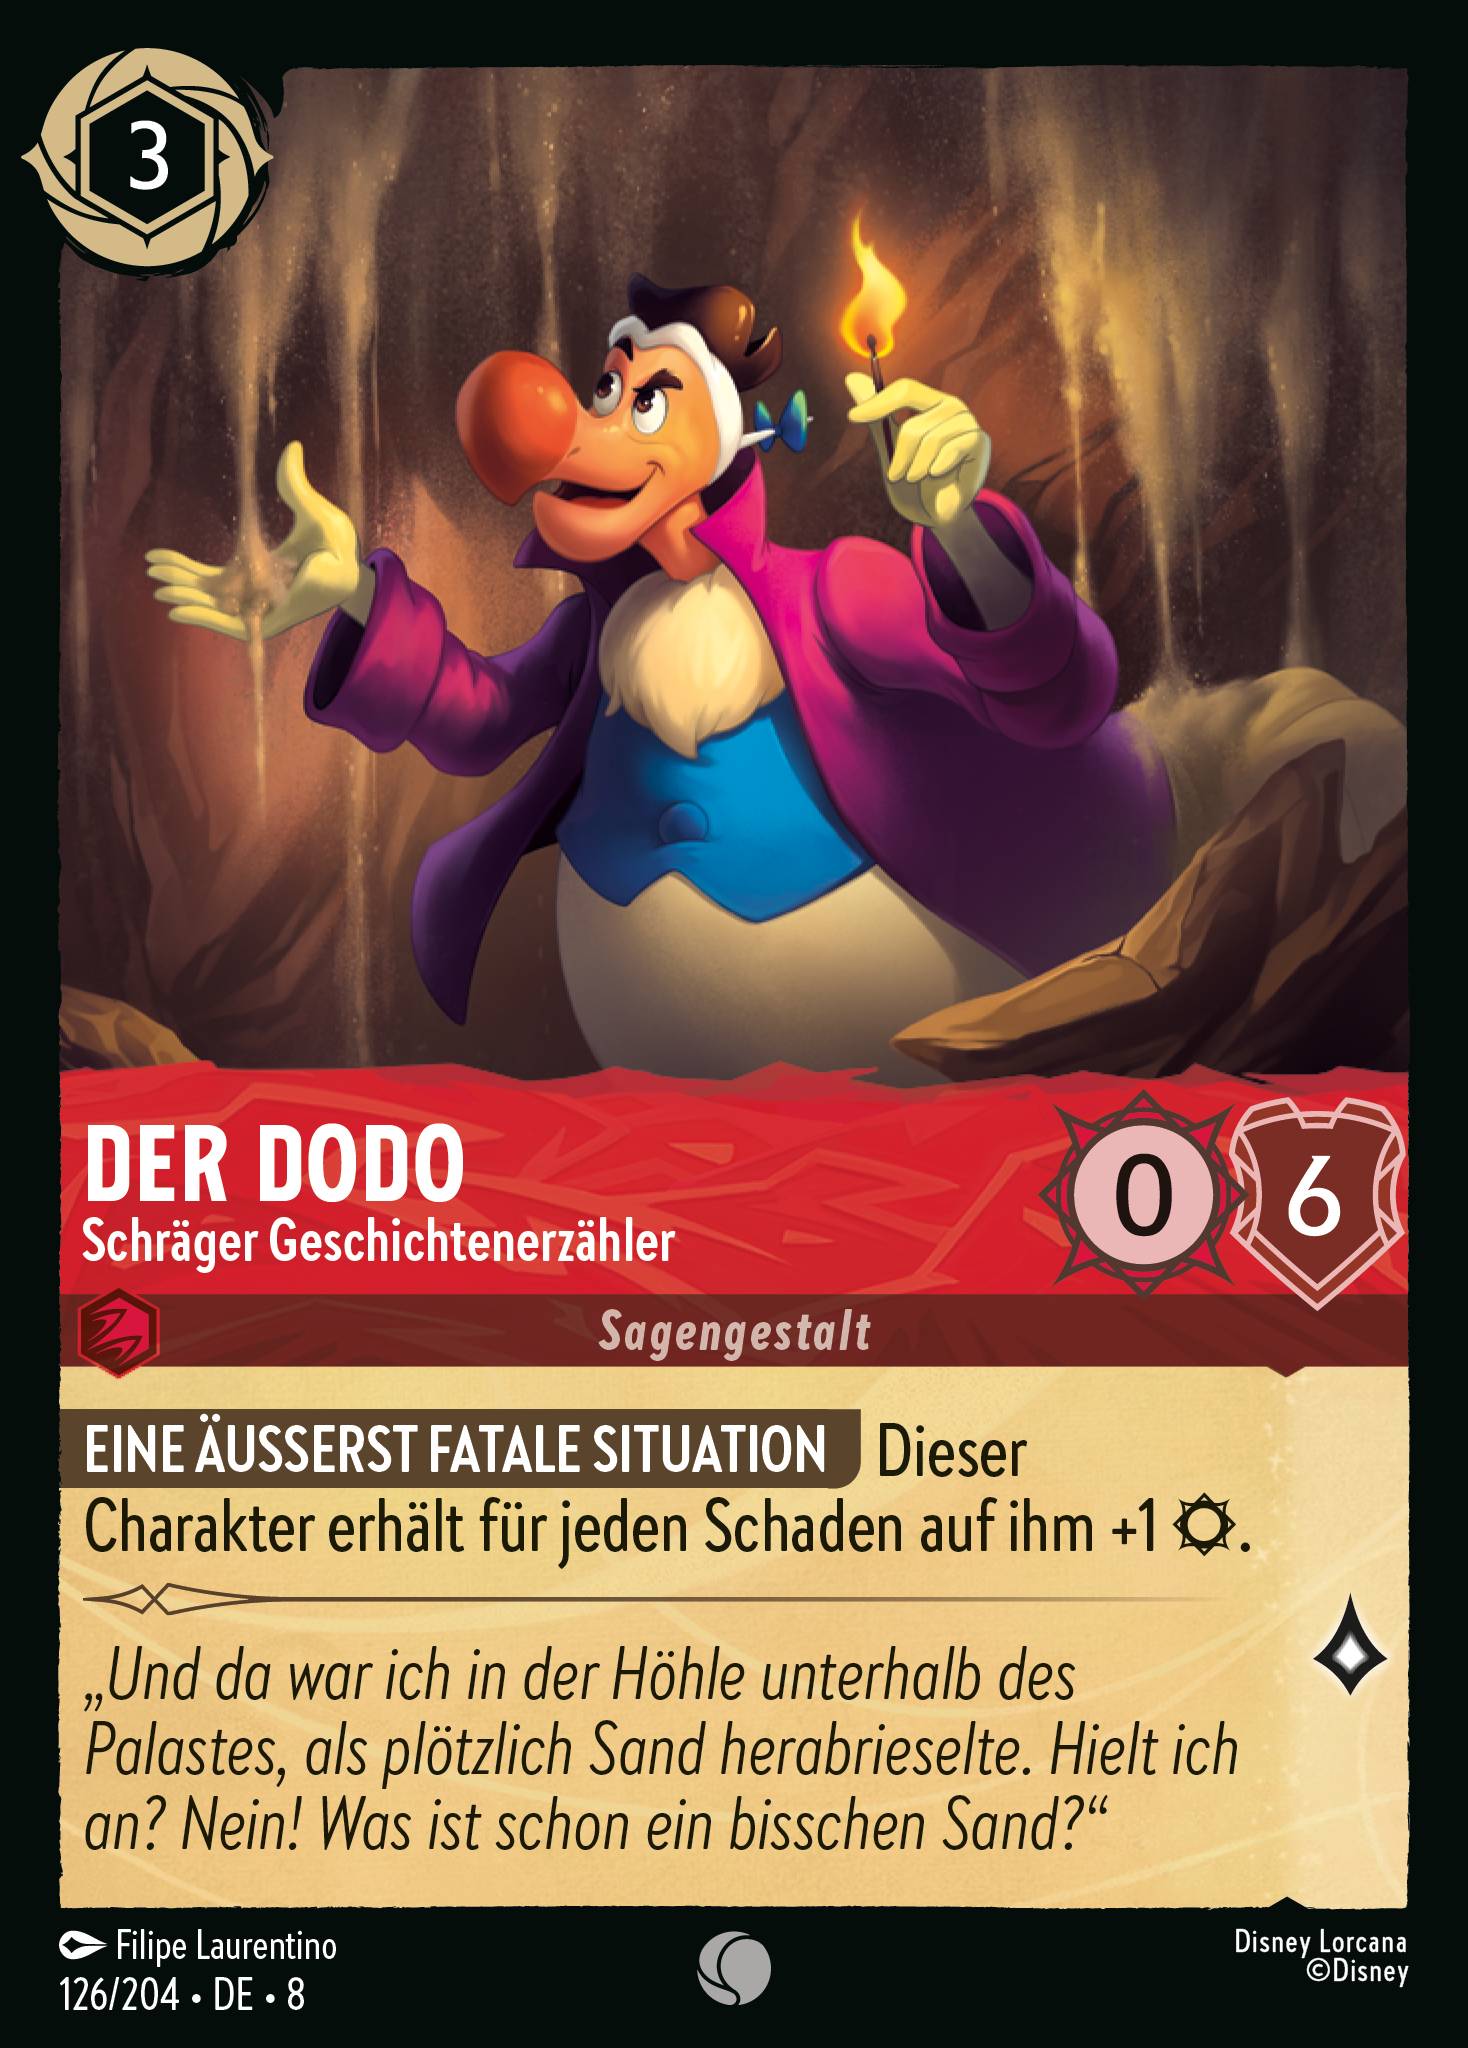 3
DER DODO
Schräger Geschichtenerzähler
0
6
Sagengestalt
EINE ÄUSSERST FATALE SITUATION Dieser
Charakter erhält für jeden Schaden auf ihm +1 .
„Und da war ich in der Höhle unterhalb des
Palastes, als plötzlich Sand herabrieselte. Hielt ich
an? Nein! Was ist schon ein bisschen Sand?“
Filipe Laurentino
126/204 • DE • 8
Disney Lorcana
©Disney